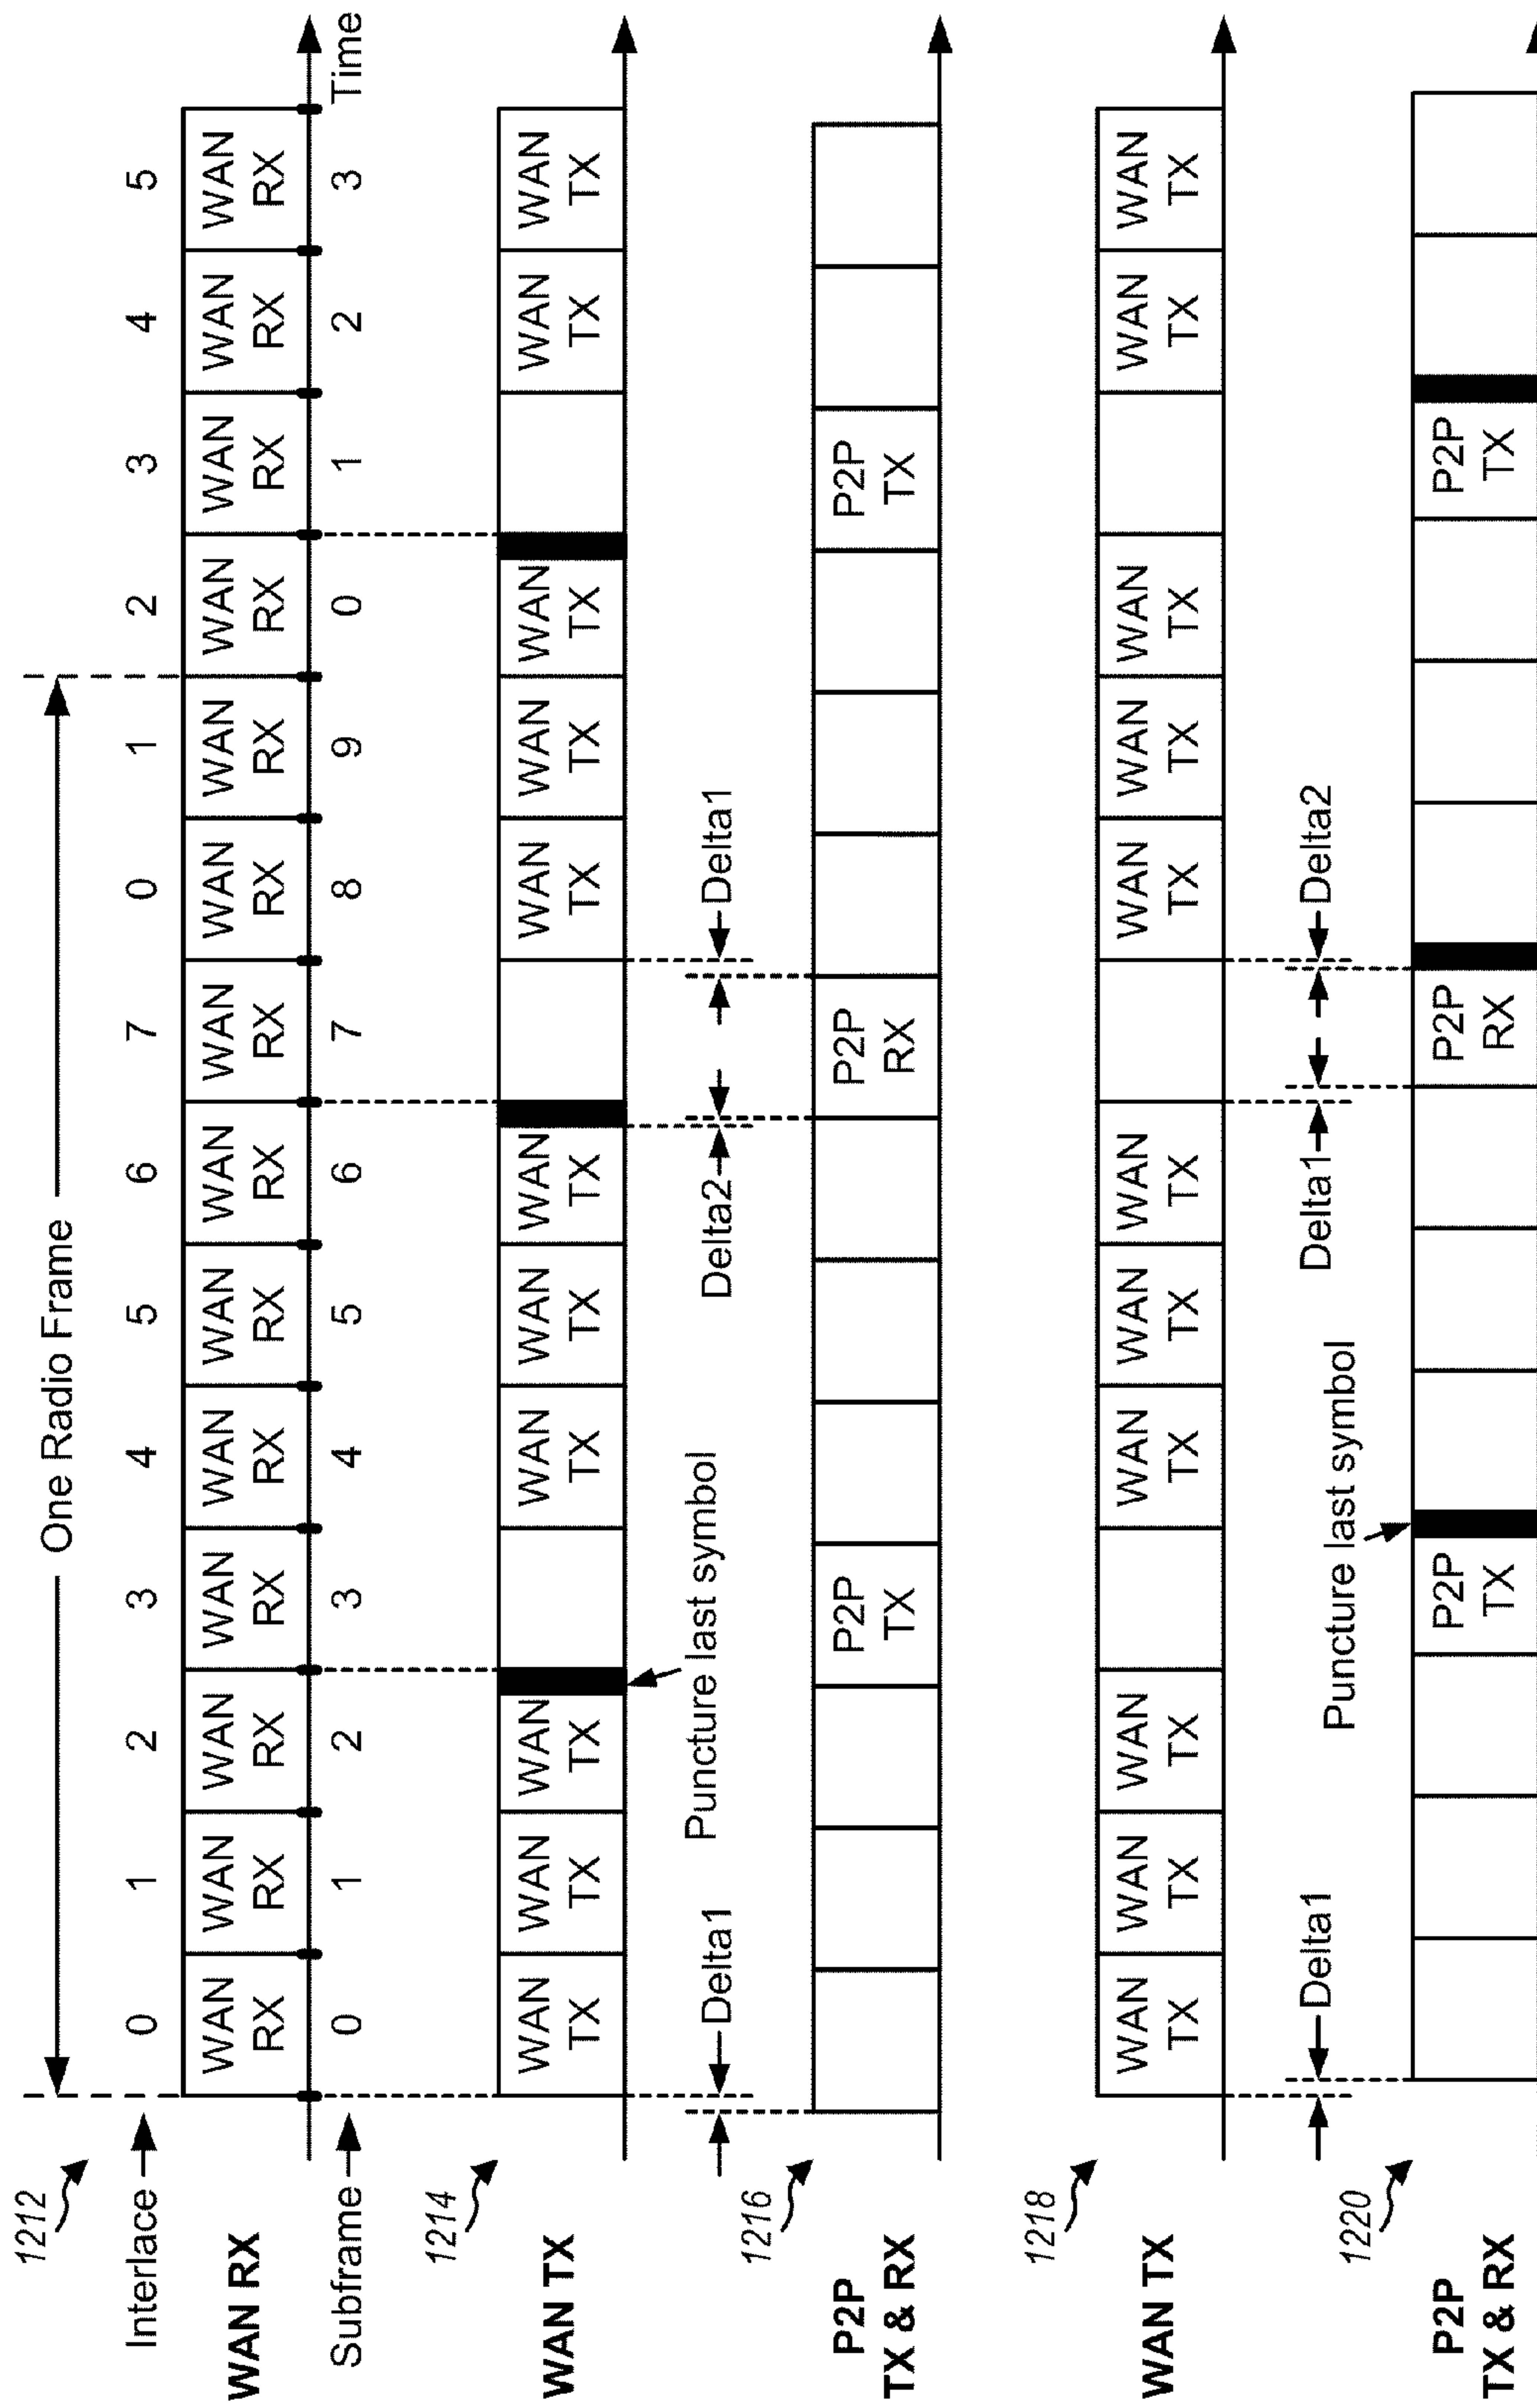 One Radio Frame
1212
Interlace 0 1 2 3 4 5 6 7 0 1 2 3 4 5
WAN RX
WAN WAN WAN WAN WAN WAN WAN WAN WAN WAN WAN WAN WAN WAN
RX RX RX RX RX RX RX RX RX RX RX RX RX RX
Subframe 0 1 2 3 4 5 6 7 8 9 0 1 2 3 Time
1214
WAN TX
WAN WAN WAN WAN WAN WAN WAN WAN WAN WAN WAN
TX TX TX TX TX TX TX TX TX TX TX
Puncture last symbol
Delta1 Delta2 Delta1
1216
P2P
TX & RX
P2P P2P P2P
TX RX TX
1218
WAN TX
WAN WAN WAN WAN WAN WAN WAN WAN WAN WAN WAN
TX TX TX TX TX TX TX TX TX TX TX
Delta1 Delta1 Delta2
Puncture last symbol
1220
P2P
TX & RX
P2P P2P P2P
TX RX TX